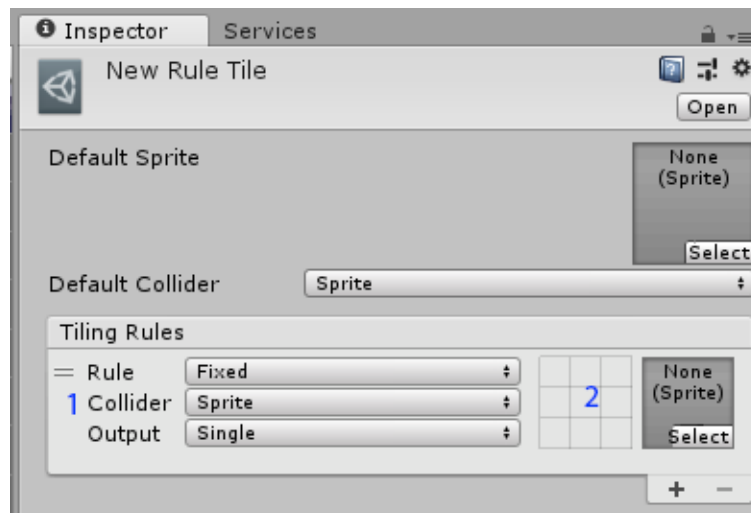 Inspector Services
New Rule Tile
Open
Default Sprite
None
(Sprite)
Select
Default Collider Sprite
Tiling Rules
Rule Fixed
1 Collider Sprite
Output Single
2
None
(Sprite)
Select